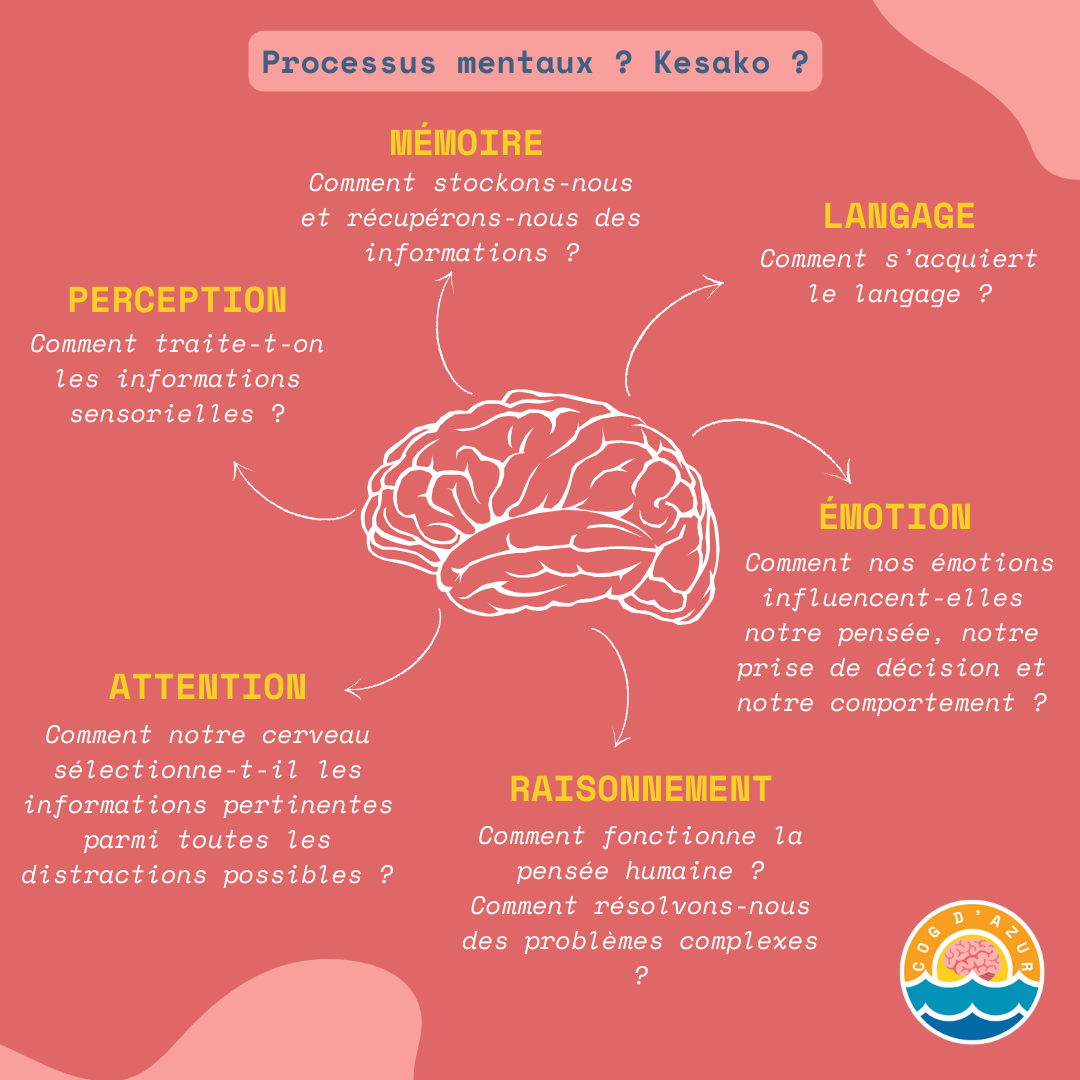 Processus mentaux ? Kesako ?
MÉMOIRE
Comment stockons-nous
et récupérons-nous des
informations ?
LANGAGE
Comment s'acquiert
le langage ?
PERCEPTION
Comment traite-t-on
les informations
sensorielles ?
ÉMOTION
Comment nos émotions
influencent-elles
notre pensée, notre
prise de décision et
notre comportement ?
ATTENTION
Comment notre cerveau
sélectionne-t-il les
informations pertinentes
parmi toutes les
distractions possibles ?
RAISONNEMENT
Comment fonctionne la
pensée humaine ?
Comment résolvons-nous
des problèmes complexes
?
COG D'AZUR